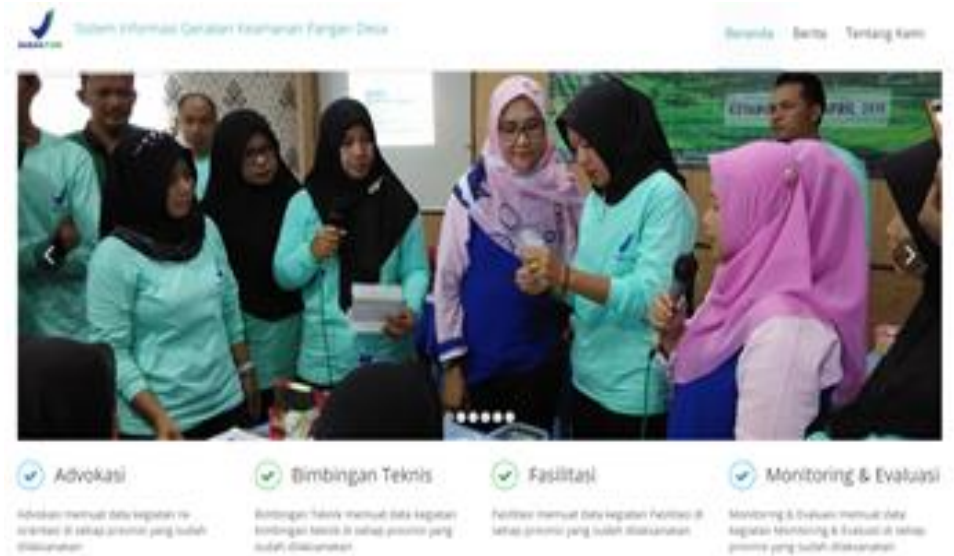 Sistem Informasi Gerakan Keamanan Pangan Desa
Beranda Berita Tentang Kami
Advokasi
Bimbingan Teknis
Fasilitasi
Monitoring & Evaluasi
Advokasi memuat data kegiatan
di setiap provinsi yang sudah
dilaksanakan
Bimbingan Teknis memuat data kegiatan
bimbingan teknis di setiap provinsi yang
sudah dilaksanakan
Fasilitasi memuat data kegiatan fasilitasi di
setiap provinsi yang sudah dilaksanakan
Monitoring & Evaluasi memuat data
kegiatan Monitoring & Evaluasi di setiap
provinsi yang sudah dilaksanakan